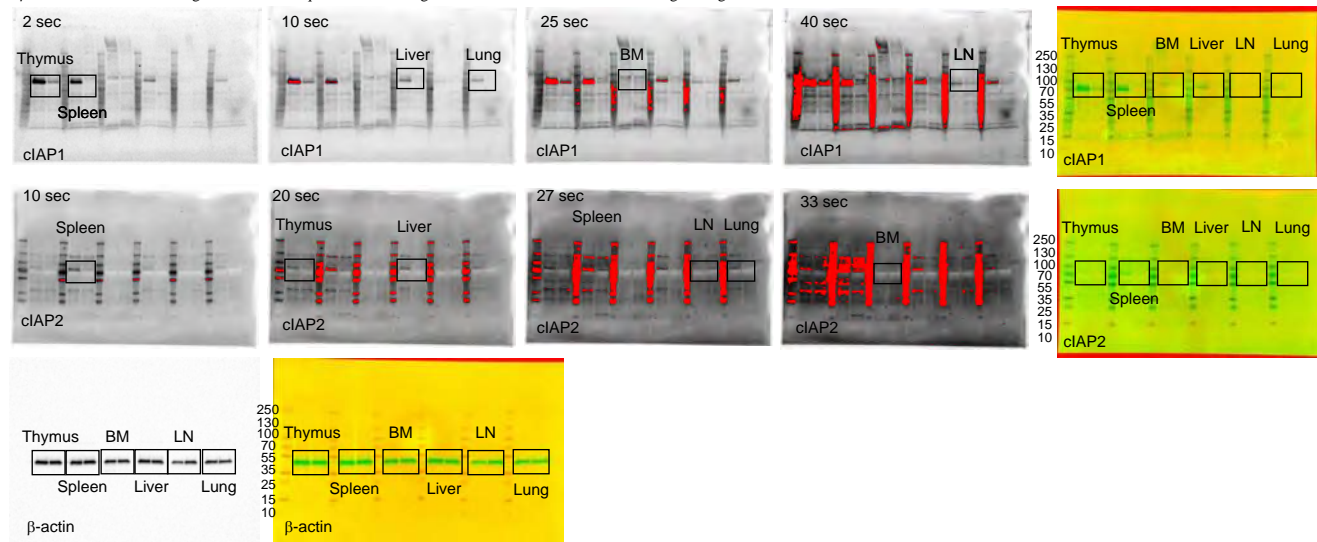 2 sec
Thymus
Spleen
cIAP1
10 sec
Liver
Lung
cIAP1
25 sec
BM
cIAP1
40 sec
LN
cIAP1
Thymus
BM
Liver
LN
Lung
250
130
100
70
55
35
25
15
10
Spleen
cIAP1
10 sec
Spleen
cIAP2
20 sec
Thymus
Liver
cIAP2
27 sec
Spleen
LN
Lung
cIAP2
33 sec
BM
cIAP2
Thymus
BM
Liver
LN
Lung
250
130
100
70
55
35
25
15
10
Spleen
cIAP2
Thymus
BM
LN
Spleen
Liver
Lung
β-actin
250
130
100
70
55
35
25
15
10
Thymus
BM
LN
Spleen
Liver
Lung
β-actin